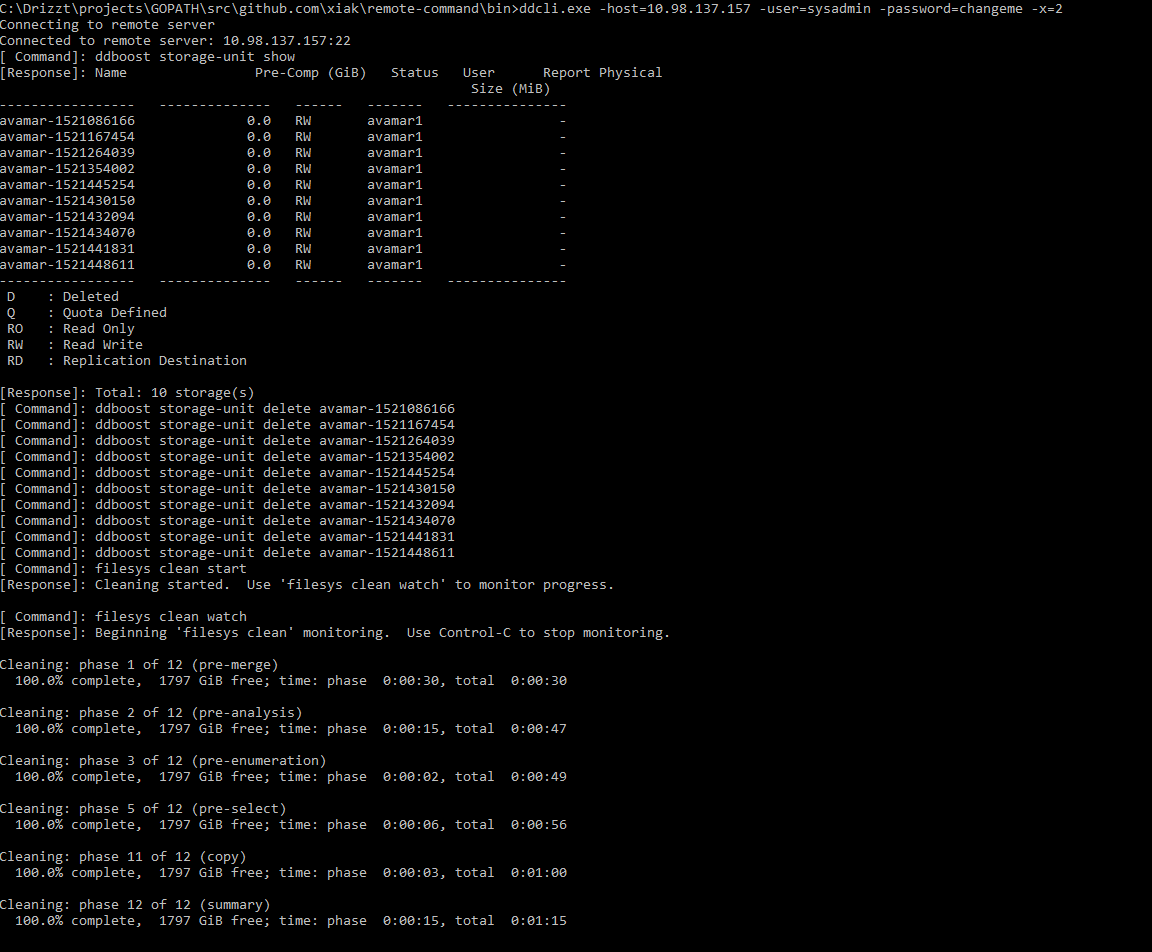 C:\Drizzt\projects\GOPATH\src\github.com\xiak\remote-command\bin>ddcli.exe -host=10.98.137.157 -user=sysadmin -password=changeme -x=2
Connecting to remote server
Connected to remote server: 10.98.137.157:22
[ Command]: ddboost storage-unit show
[Response]: Name                Pre-Comp (GiB)   Status   User      Report Physical
                                                           Size (MiB)
-----------------   --------------   ------   -------   ---------------
avamar-1521086166              0.0   RW       avamar1                 -
avamar-1521167454              0.0   RW       avamar1                 -
avamar-1521264039              0.0   RW       avamar1                 -
avamar-1521354002              0.0   RW       avamar1                 -
avamar-1521445254              0.0   RW       avamar1                 -
avamar-1521430150              0.0   RW       avamar1                 -
avamar-1521432094              0.0   RW       avamar1                 -
avamar-1521434070              0.0   RW       avamar1                 -
avamar-1521441831              0.0   RW       avamar1                 -
avamar-1521448611              0.0   RW       avamar1                 -
-----------------   --------------   ------   -------   ---------------
 D    : Deleted
 Q    : Quota Defined
 RO   : Read Only
 RW   : Read Write
 RD   : Replication Destination
[Response]: Total: 10 storage(s)
[ Command]: ddboost storage-unit delete avamar-1521086166
[ Command]: ddboost storage-unit delete avamar-1521167454
[ Command]: ddboost storage-unit delete avamar-1521264039
[ Command]: ddboost storage-unit delete avamar-1521354002
[ Command]: ddboost storage-unit delete avamar-1521445254
[ Command]: ddboost storage-unit delete avamar-1521430150
[ Command]: ddboost storage-unit delete avamar-1521432094
[ Command]: ddboost storage-unit delete avamar-1521434070
[ Command]: ddboost storage-unit delete avamar-1521441831
[ Command]: ddboost storage-unit delete avamar-1521448611
[ Command]: filesys clean start
[Response]: Cleaning started.  Use 'filesys clean watch' to monitor progress.
[ Command]: filesys clean watch
[Response]: Beginning 'filesys clean' monitoring.  Use Control-C to stop monitoring.
Cleaning: phase 1 of 12 (pre-merge)
  100.0% complete,  1797 GiB free; time: phase  0:00:30, total  0:00:30
Cleaning: phase 2 of 12 (pre-analysis)
  100.0% complete,  1797 GiB free; time: phase  0:00:15, total  0:00:47
Cleaning: phase 3 of 12 (pre-enumeration)
  100.0% complete,  1797 GiB free; time: phase  0:00:02, total  0:00:49
Cleaning: phase 5 of 12 (pre-select)
  100.0% complete,  1797 GiB free; time: phase  0:00:06, total  0:00:56
Cleaning: phase 11 of 12 (copy)
  100.0% complete,  1797 GiB free; time: phase  0:00:03, total  0:01:00
Cleaning: phase 12 of 12 (summary)
  100.0% complete,  1797 GiB free; time: phase  0:00:15, total  0:01:15